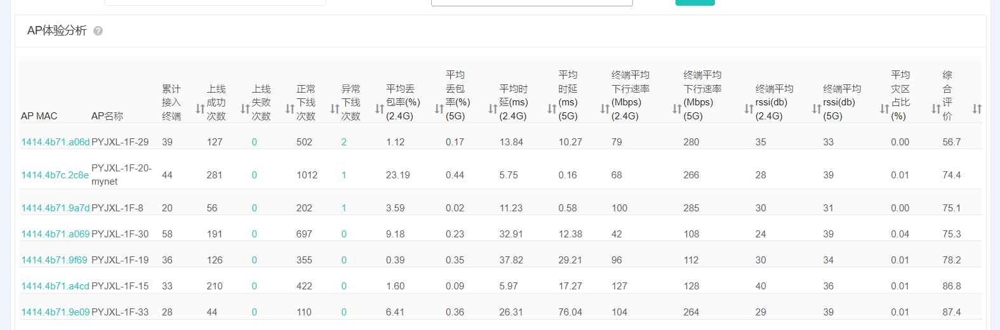 AP体验分析 ?
AP MAC AP名称 累计接入终端 上线成功次数 上线失败次数 正常下线次数 异常下线次数 平均丢包率(%)(2.4G) 平均丢包率(%)(5G) 平均时延(ms)(2.4G) 平均时延(ms)(5G) 终端平均下行速率(Mbps)(2.4G) 终端平均下行速率(Mbps)(5G) 终端平均rssi(db)(2.4G) 终端平均rssi(db)(5G) 平均灾区占比(%) 综合评价
1414.4b71.a06d PYJXL-1F-29 39 127 0 502 2 1.12 0.17 13.84 10.27 79 280 35 33 0.00 56.7
1414.4b7c.2c8e PYJXL-1F-20-mynet 44 281 0 1012 1 23.19 0.44 5.75 0.16 68 266 28 39 0.01 74.4
1414.4b71.9a7d PYJXL-1F-8 20 56 0 202 1 3.59 0.02 11.23 0.58 100 285 30 31 0.00 75.1
1414.4b71.a069 PYJXL-1F-30 58 191 0 697 0 9.18 0.23 32.91 12.38 42 108 24 39 0.04 75.3
1414.4b71.9f69 PYJXL-1F-19 36 126 0 355 0 0.39 0.35 37.82 29.21 96 112 30 34 0.01 78.2
1414.4b71.a4cd PYJXL-1F-15 33 210 0 422 0 1.60 0.09 5.97 17.27 127 128 40 36 0.01 86.8
1414.4b71.9e09 PYJXL-1F-33 28 44 0 110 0 6.41 0.36 26.31 76.04 104 264 29 39 0.01 87.4